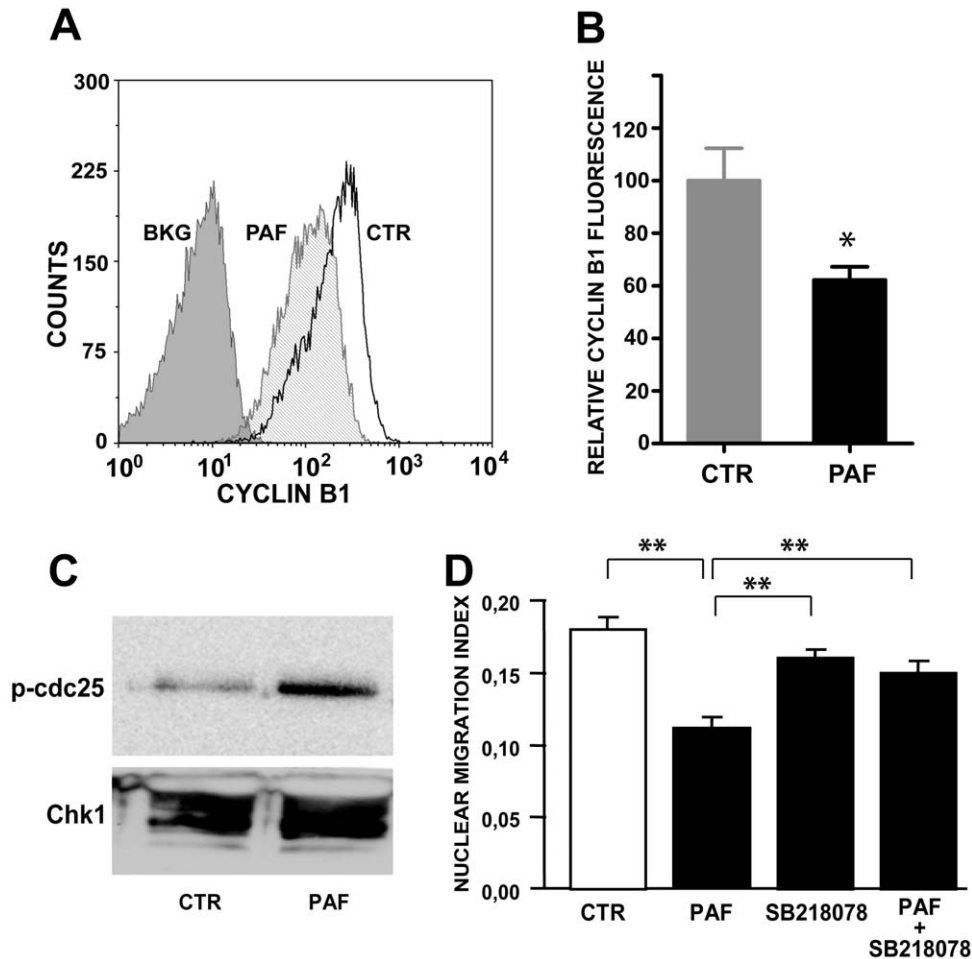 A
300
225
150
75
0
COUNTS
BKG PAF CTR
10⁰ 10¹ 10² 10³ 10⁴
CYCLIN B1
B
RELATIVE CYCLIN B1 FLUORESCENCE
120
100
80
60
40
20
0
*
CTR PAF
C
p-cdc25
Chk1
CTR PAF
D
NUCLEAR MIGRATION INDEX
0,20
0,15
0,10
0,05
0,00
** **
**
CTR PAF SB218078 PAF
+
SB218078